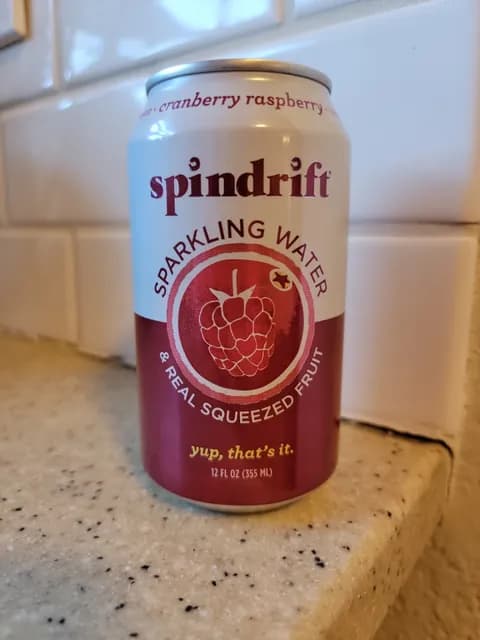 cranberry raspberry
spindrift
SPARKLING WATER
& REAL SQUEEZED FRUIT
yup, that's it.
12 FL OZ (355 ML)